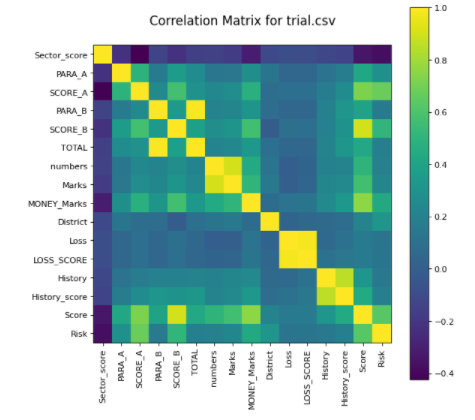 Correlation Matrix for trial.csv
1.0
0.8
0.6
0.4
0.2
0.0
−0.2
−0.4
Sector_score
PARA_A
SCORE_A
PARA_B
SCORE_B
TOTAL
numbers
Marks
MONEY_Marks
District
Loss
LOSS_SCORE
History
History_score
Score
Risk
Sector_score
PARA_A
SCORE_A
PARA_B
SCORE_B
TOTAL
numbers
Marks
MONEY_Marks
District
Loss
LOSS_SCORE
History
History_score
Score
Risk